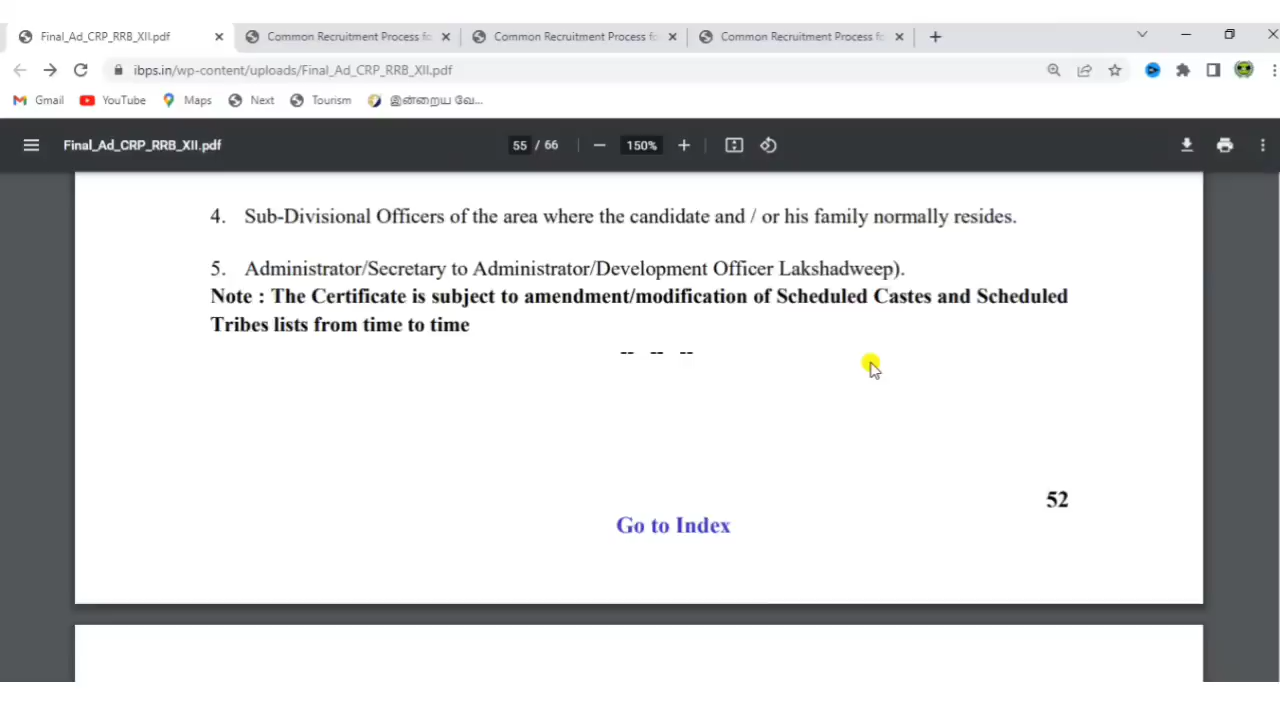 Final_Ad_CRP_RRB_XII.pdf
Common Recruitment Process fo
Common Recruitment Process fo
Common Recruitment Process fo
ibps.in/wp-content/uploads/Final_Ad_CRP_RRB_XII.pdf
Gmail
YouTube
Maps
Next
Tourism
இன்றைய வே...
Final_Ad_CRP_RRB_XII.pdf
55 / 66
150%
4. Sub-Divisional Officers of the area where the candidate and / or his family normally resides.
5. Administrator/Secretary to Administrator/Development Officer Lakshadweep).
Note : The Certificate is subject to amendment/modification of Scheduled Castes and Scheduled
Tribes lists from time to time
-- -- --
52
Go to Index